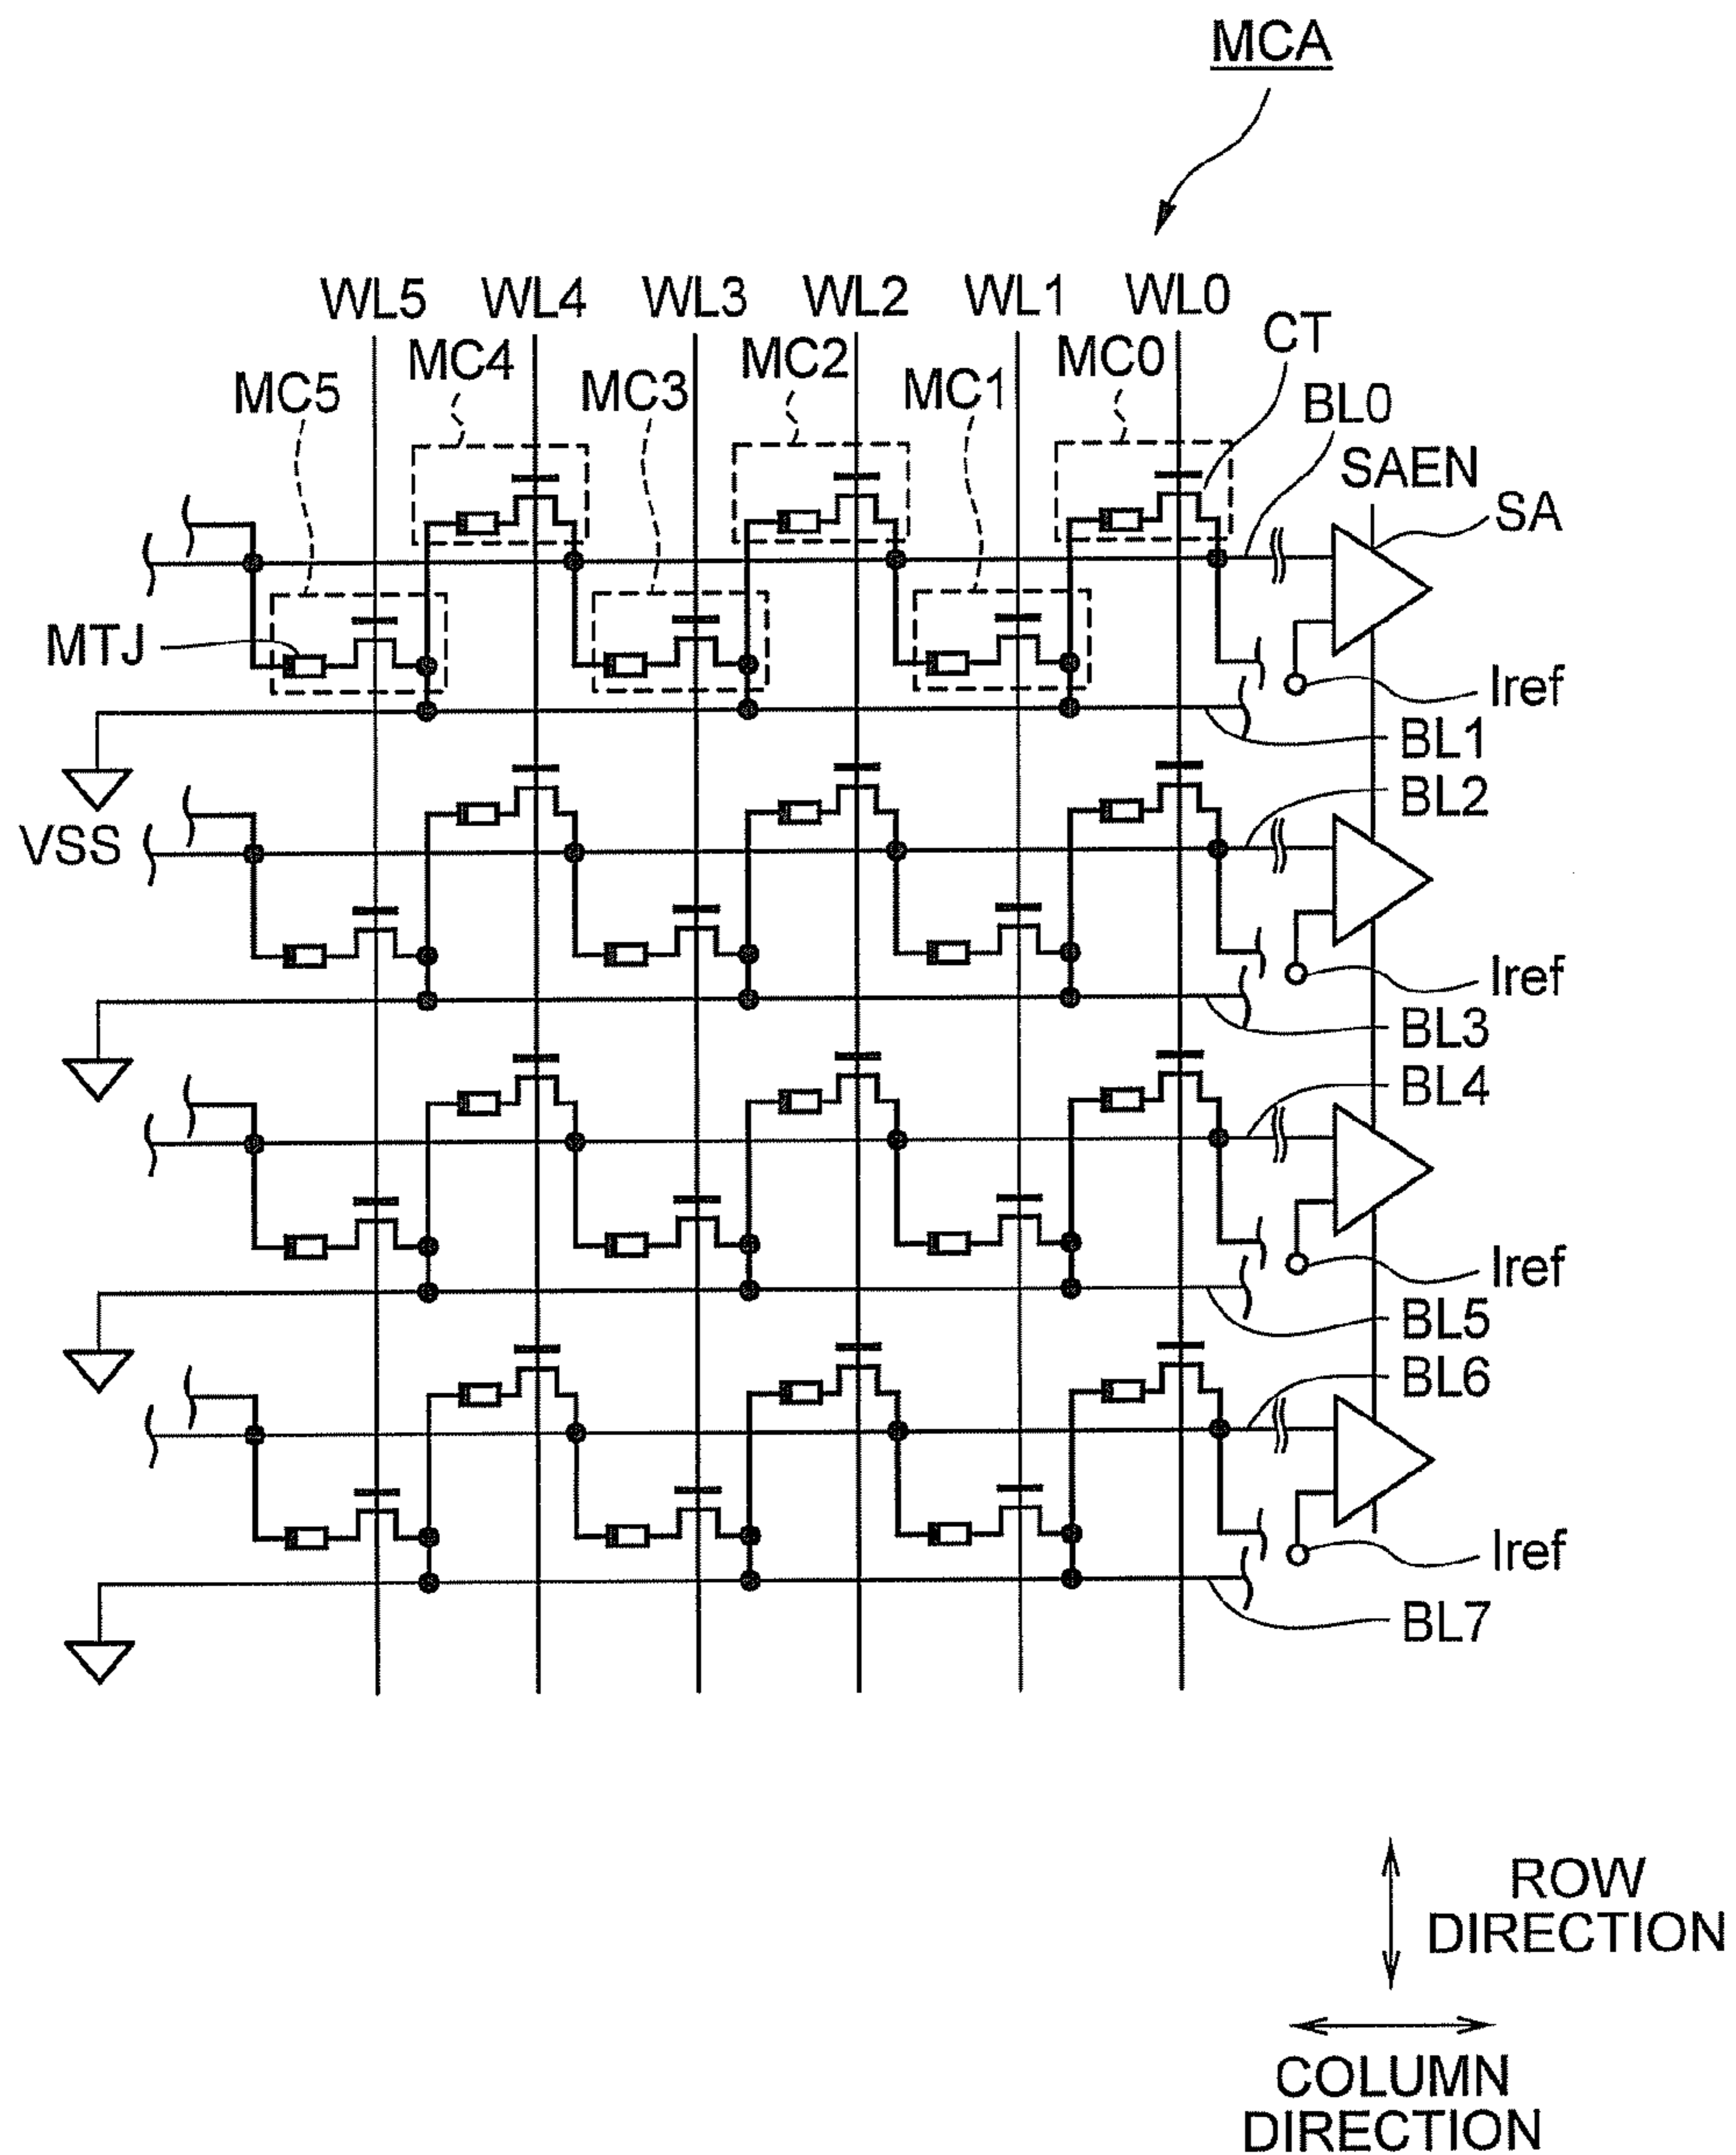 MCA
WL5 WL4 WL3 WL2 WL1 WL0
CT
MC5 MC4 MC3 MC2 MC1 MC0
BL0
SAEN
SA
MTJ
Iref
BL1
BL2
VSS
Iref
BL3
BL4
Iref
BL5
BL6
Iref
BL7
ROW
DIRECTION
COLUMN
DIRECTION